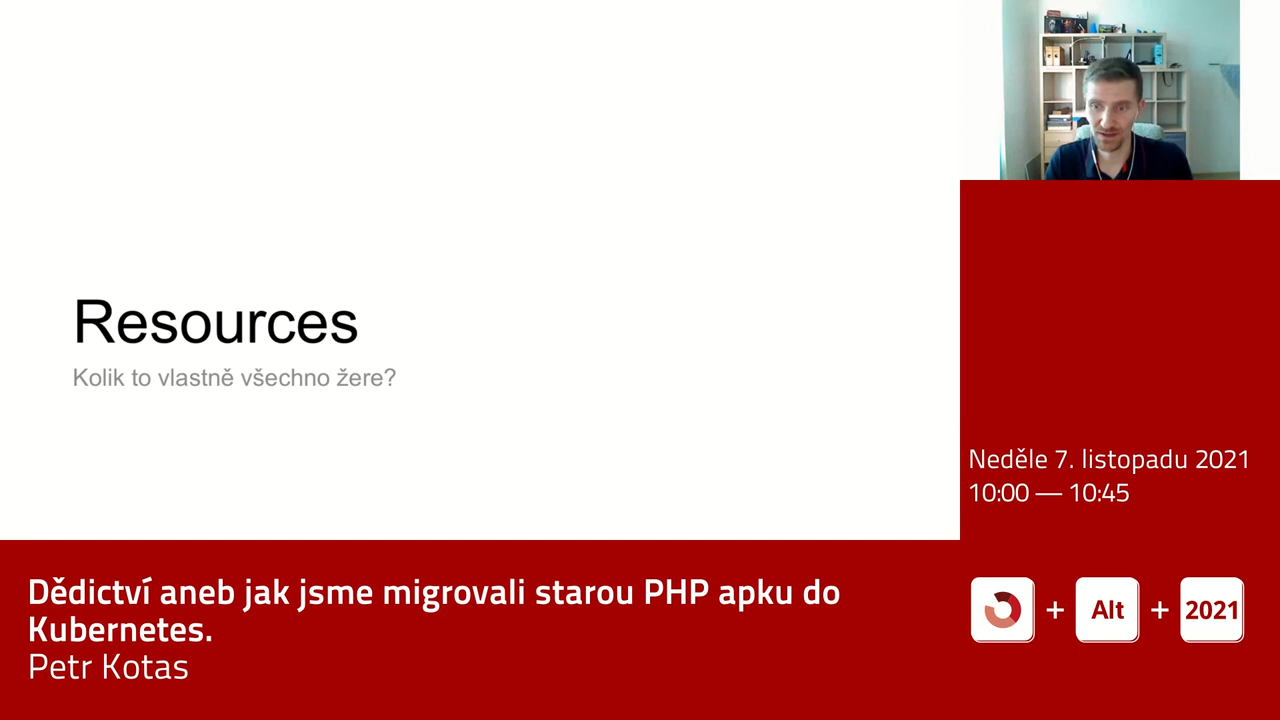 Resources
Kolik to vlastně všechno žere?
Neděle 7. listopadu 2021
10:00 — 10:45
Dědictví aneb jak jsme migrovali starou PHP apku do
Kubernetes.
Petr Kotas
+ Alt + 2021